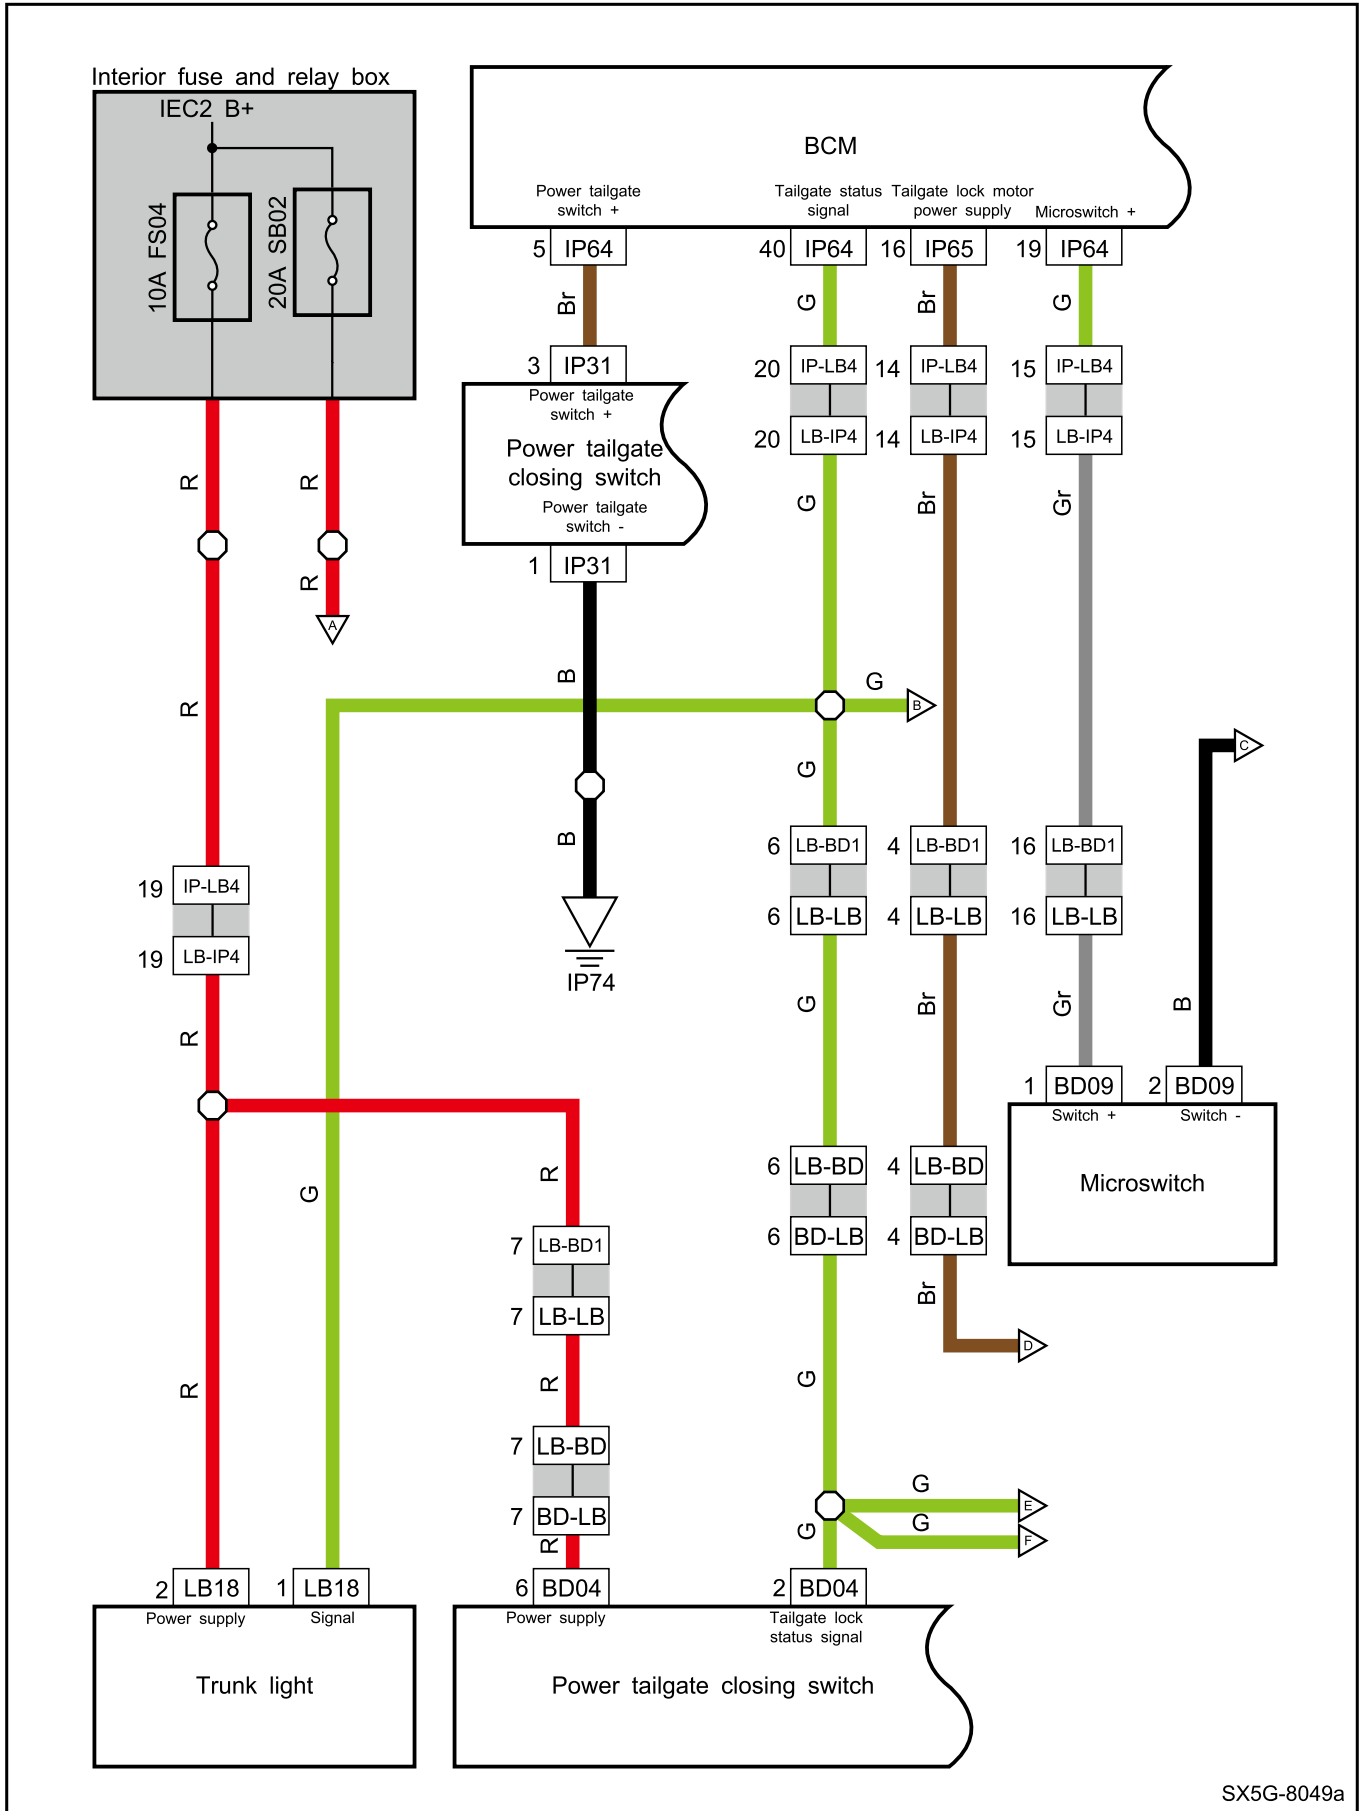 Interior fuse and relay box
IEC2 B+
10A FS04
20A SB02
BCM
Power tailgate
switch +
Tailgate status
signal
Tailgate lock motor
power supply
Microswitch +
5 IP64
40 IP64
16 IP65
19 IP64
Br
G
Br
G
3 IP31
20 IP-LB4
14 IP-LB4
15 IP-LB4
Power tailgate
switch +
Power tailgate
closing switch
Power tailgate
switch -
20 LB-IP4
14 LB-IP4
15 LB-IP4
R
R
G
Br
Gr
1 IP31
R
A
B
G
B
R
G
C
B
6 LB-BD1
4 LB-BD1
16 LB-BD1
19 IP-LB4
6 LB-LB
4 LB-LB
16 LB-LB
19 LB-IP4
IP74
R
G
Br
Gr
B
1 BD09
2 BD09
Switch +
Switch -
Microswitch
R
G
6 LB-BD
4 LB-BD
7 LB-BD1
6 BD-LB
4 BD-LB
7 LB-LB
Br
D
R
R
G
7 LB-BD
G
E
7 BD-LB
R
G
G
F
2 LB18
1 LB18
6 BD04
2 BD04
Power supply
Signal
Power supply
Tailgate lock
status signal
Trunk light
Power tailgate closing switch
SX5G-8049a